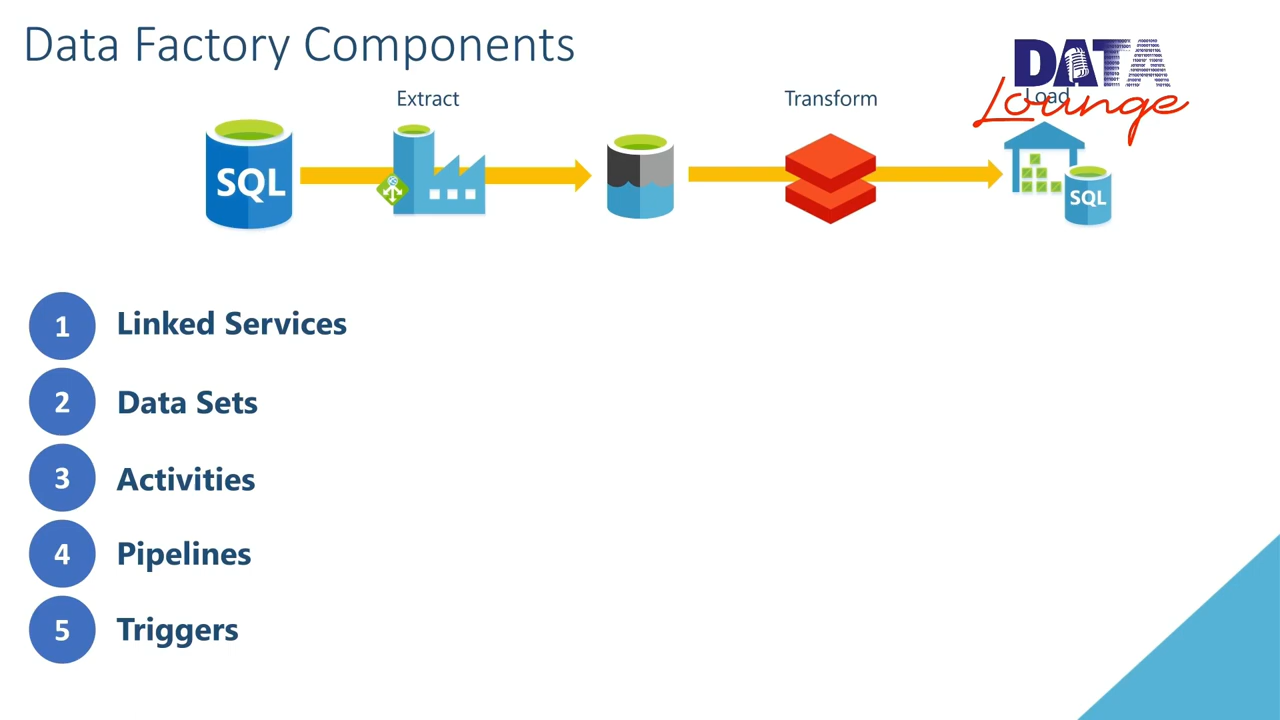 Data Factory Components
DATA
Lounge
Extract
Transform
Load
SQL
SQL
1 Linked Services
2 Data Sets
3 Activities
4 Pipelines
5 Triggers